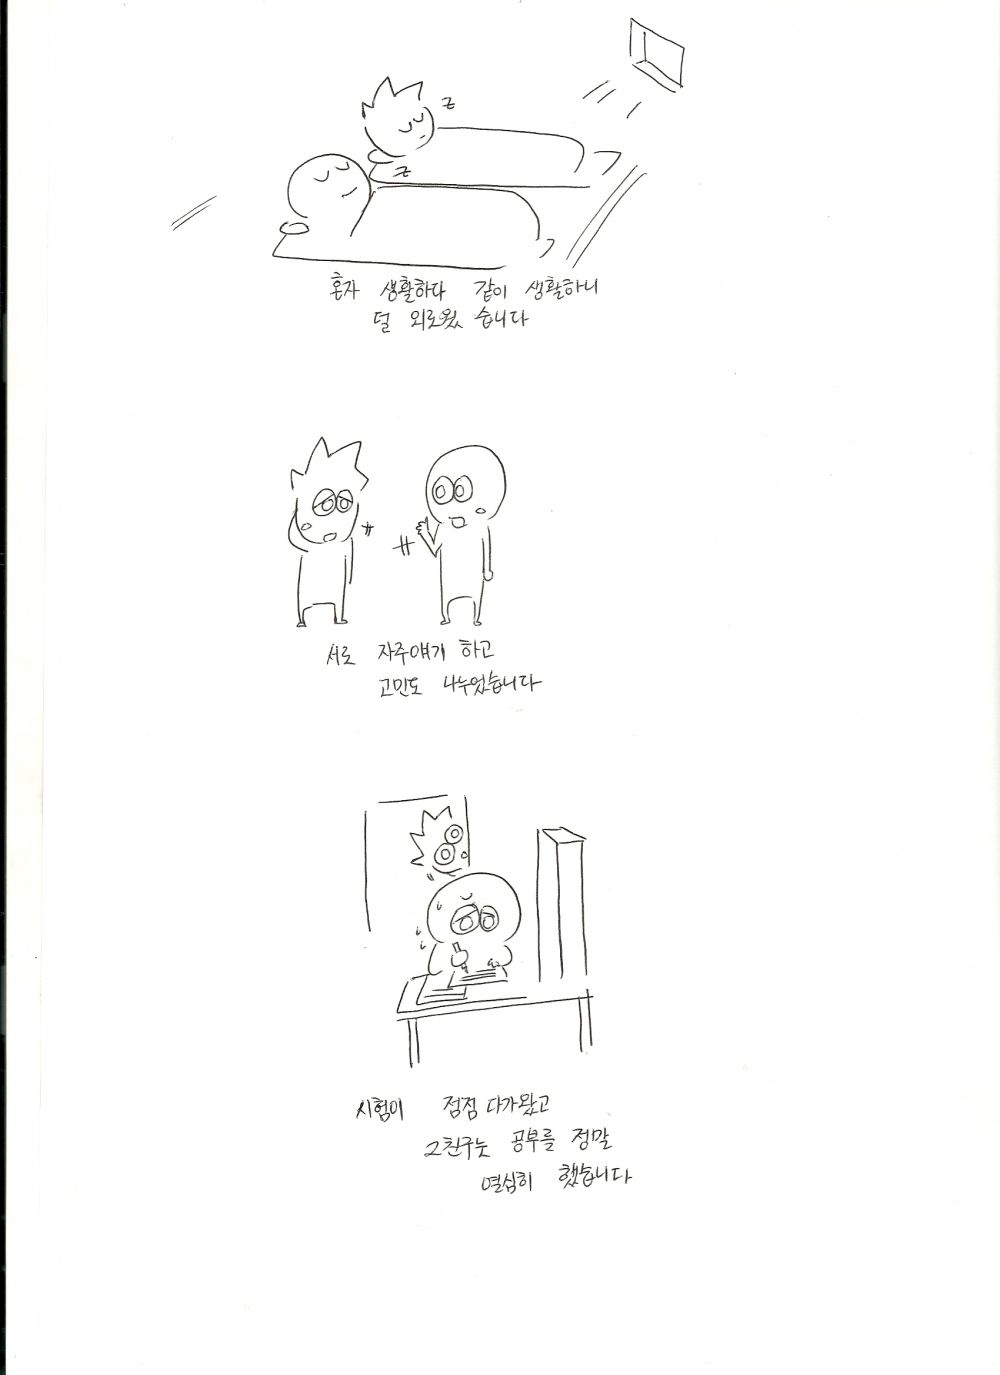 z
z
혼자 생활하다 같이 생활하니
덜 외로웠습니다
서로 자주얘기 하고
고민도 나누었습니다
시험이 점점 다가왔고
그친구는 공부를 정말
열심히 했습니다